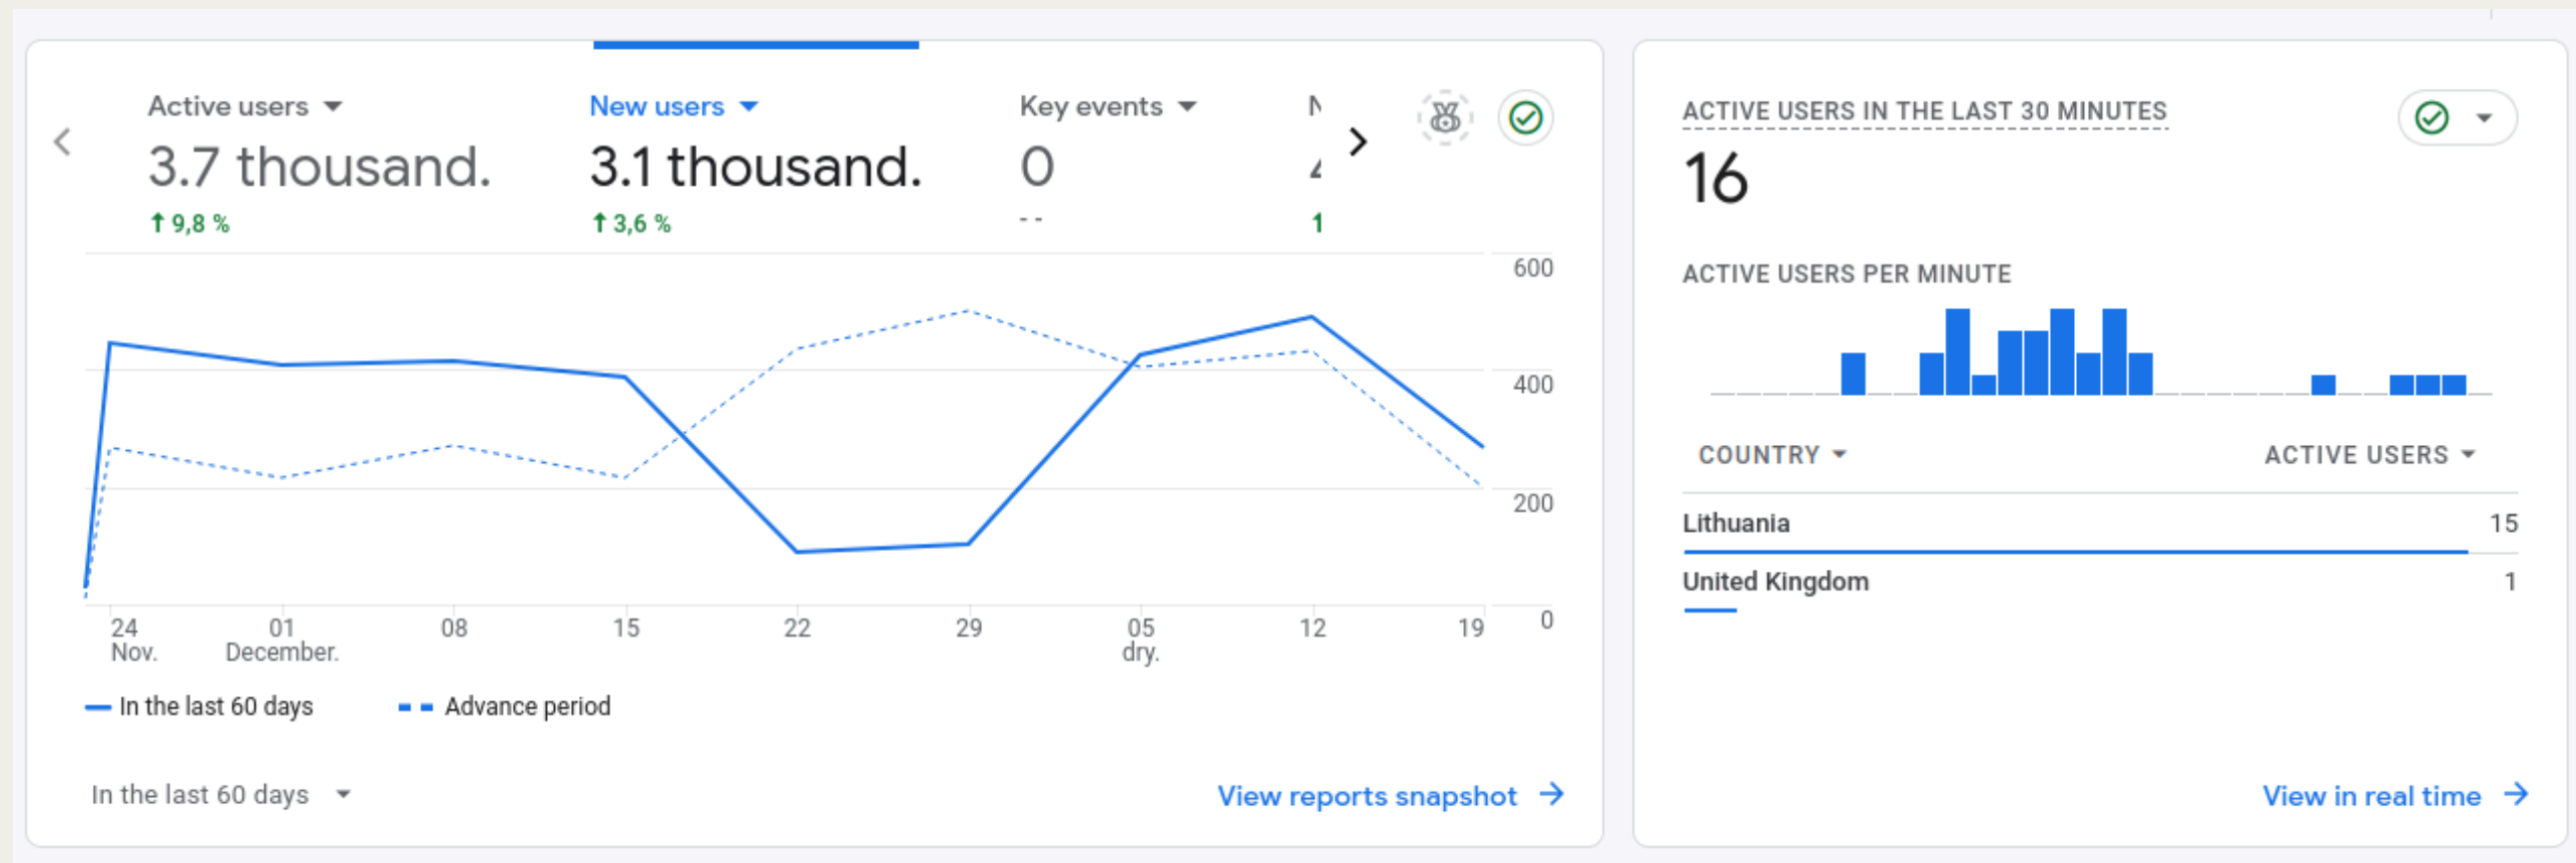 Active users
New users
Key events
3.7 thousand.
3.1 thousand.
0
9,8 %
3,6 %
--
600
400
200
0
24
Nov.
01
December.
08
15
22
29
05
dry.
12
19
In the last 60 days
Advance period
In the last 60 days
View reports snapshot
ACTIVE USERS IN THE LAST 30 MINUTES
16
ACTIVE USERS PER MINUTE
COUNTRY
ACTIVE USERS
Lithuania 15
United Kingdom 1
View in real time